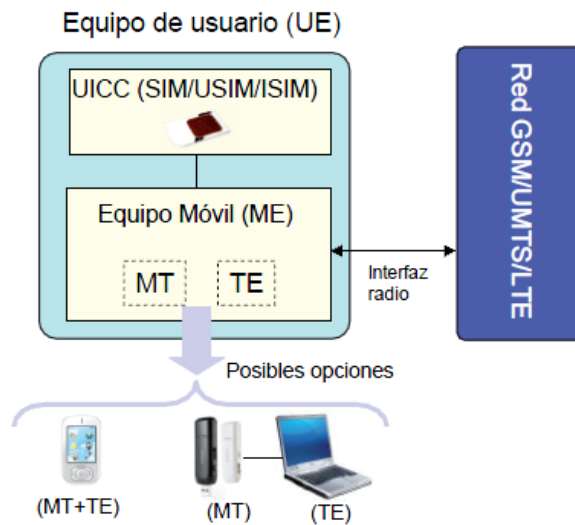 Equipo de usuario (UE)
UICC (SIM/USIM/ISIM)
Equipo Móvil (ME)
MT
TE
Interfaz
radio
Red GSM/UMTS/LTE
Posibles opciones
(MT+TE)
(MT)
(TE)